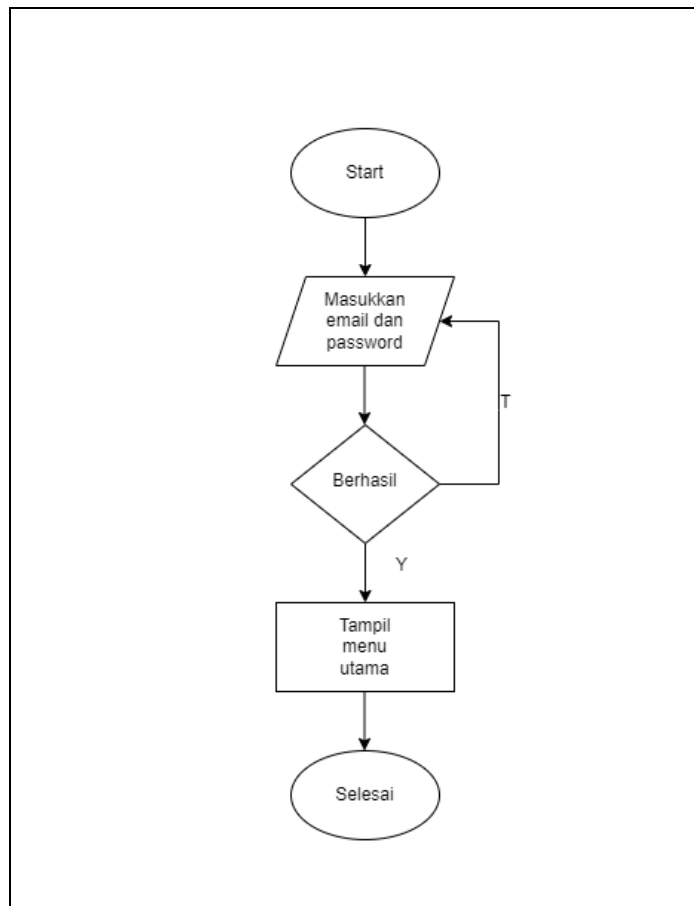 Start
Masukkan
email dan
password
T
Berhasil
Y
Tampil
menu
utama
Selesai